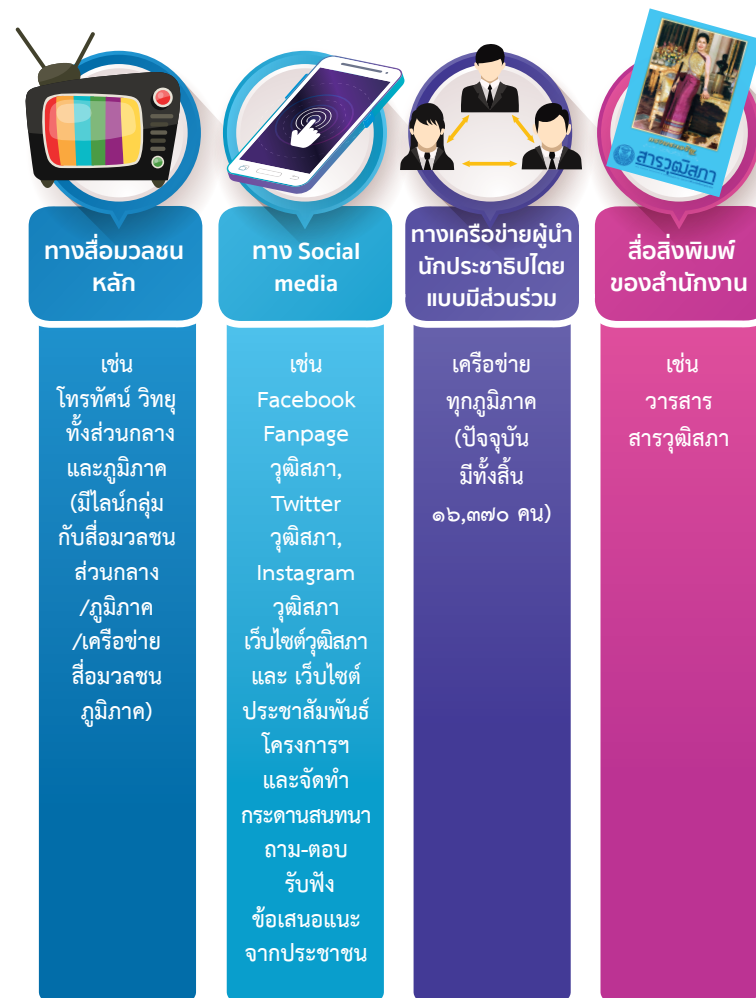 สารวุฒิสภา
ทางสื่อมวลชน
หลัก
เช่น
โทรทัศน์ วิทยุ
ทั้งส่วนกลาง
และภูมิภาค
(มีไลน์กลุ่ม
กับสื่อมวลชน
ส่วนกลาง
/ภูมิภาค
/เครือข่าย
สื่อมวลชน
ภูมิภาค)
ทาง Social
media
เช่น
Facebook
Fanpage
วุฒิสภา,
Twitter
วุฒิสภา,
Instagram
วุฒิสภา
เว็บไซต์วุฒิสภา
และ เว็บไซต์
ประชาสัมพันธ์
โครงการฯ
และจัดทำ
กระดานสนทนา
ถาม-ตอบ
รับฟัง
ข้อเสนอแนะ
จากประชาชน
ทางเครือข่ายผู้นำ
นักประชาธิปไตย
แบบมีส่วนร่วม
เครือข่าย
ทุกภูมิภาค
(ปัจจุบัน
มีทั้งสิ้น
๑๖,๓๗๐ คน)
สื่อสิ่งพิมพ์
ของสำนักงาน
เช่น
วารสาร
สารวุฒิสภา